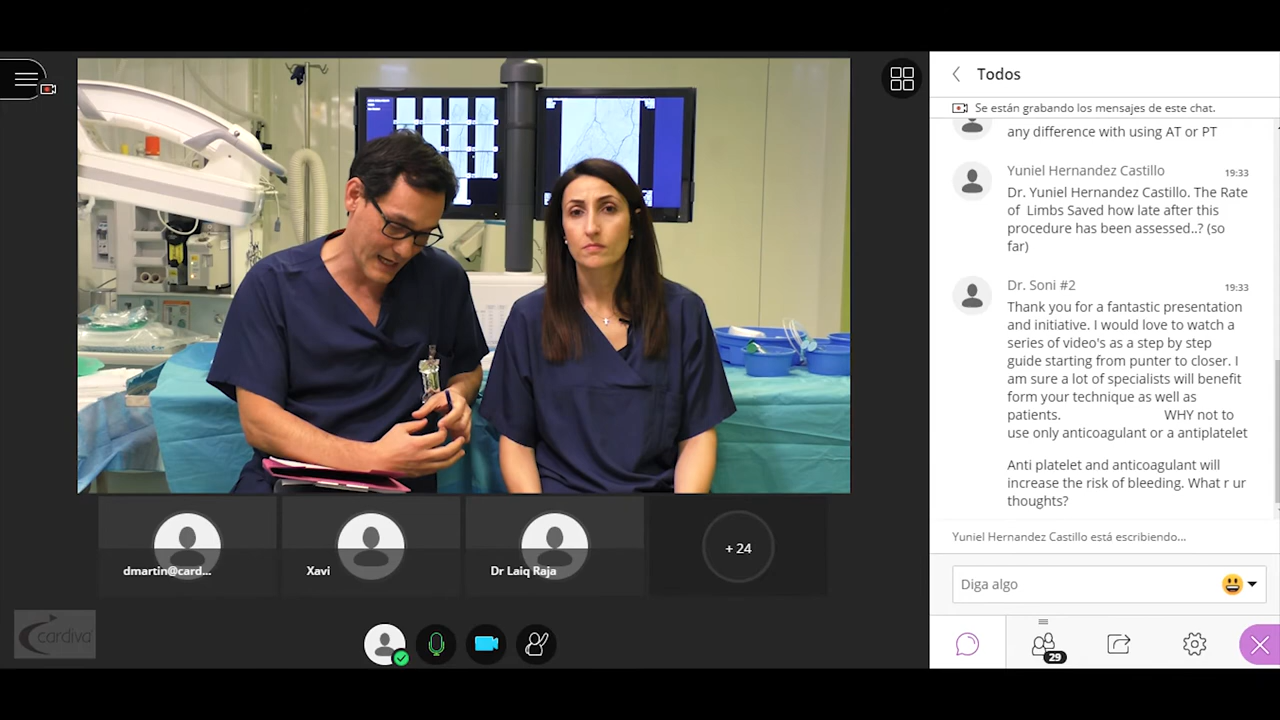 Todos
Se están grabando los mensajes de este chat.
any difference with using AT or PT
Yuniel Hernandez Castillo 19:33
Dr. Yuniel Hernandez Castillo. The Rate
of Limbs Saved how late after this
procedure has been assessed..? (so
far)
Dr. Soni #2 19:33
Thank you for a fantastic presentation
and initiative. I would love to watch a
series of video's as a step by step
guide starting from punter to closer. I
am sure a lot of specialists will benefit
form your technique as well as
patients. WHY not to
use only anticoagulant or a antiplatelet
Anti platelet and anticoagulant will
increase the risk of bleeding. What r ur
thoughts?
Yuniel Hernandez Castillo está escribiendo...
Diga algo
29
dmartin@card...
Xavi
Dr Laiq Raja
+ 24
cardiva